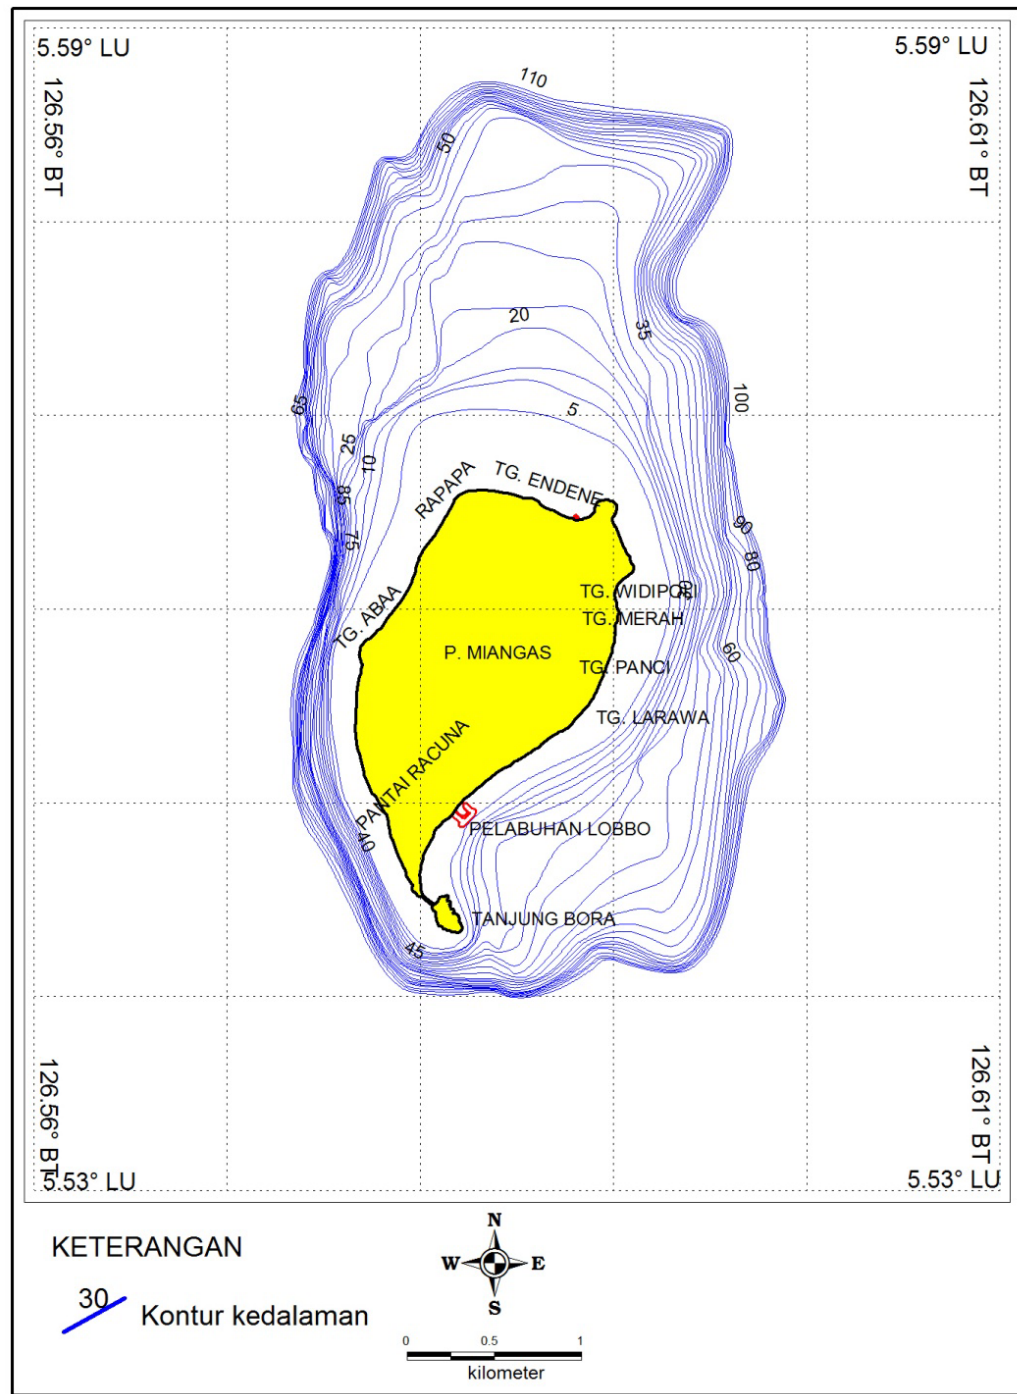 5.59° LU
5.59° LU
126.56° BT
126.61° BT
110
50
20
35
65
100
5
25
10
85
75
90
80
RAPAPA
TG. ENDENE
TG. ABAA
TG. WIDIPOLI
TG. MERAH
P. MIANGAS
60
TG. PANCI
TG. LARAWA
PANTAI RACUNA
40
PELABUHAN LOBBO
TANJUNG BORA
45
126.56° BT
126.61° BT
5.53° LU
5.53° LU
KETERANGAN
30
Kontur kedalaman
N
W
E
S
0 0.5 1
kilometer